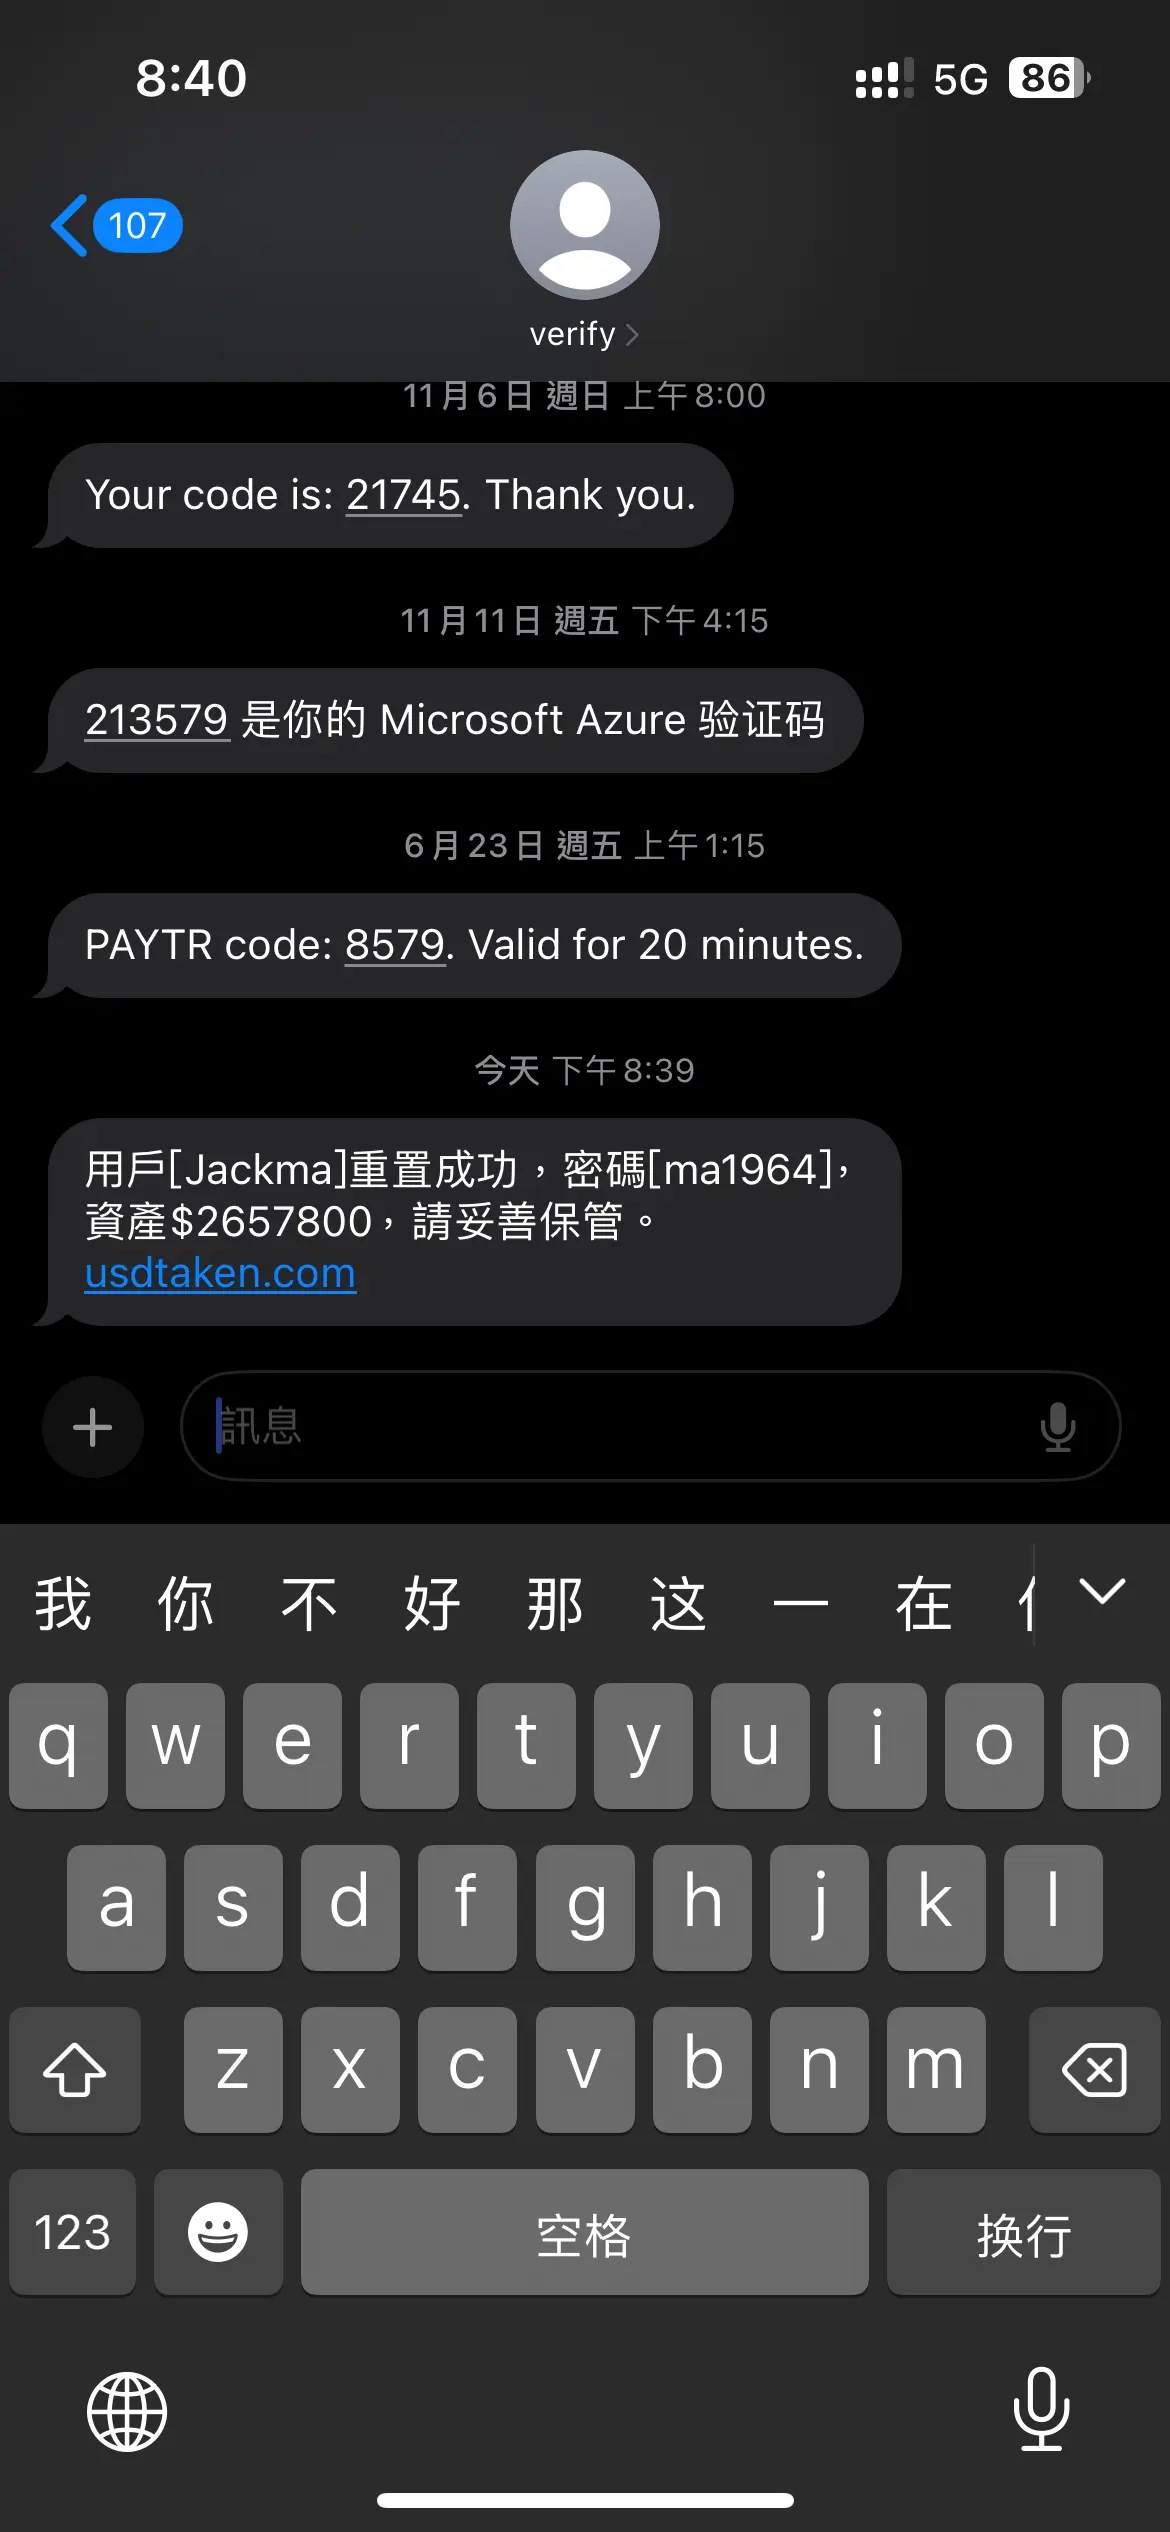 8:40
5G 86
107
verify
11月6日 週日 上午8:00
Your code is: 21745. Thank you.
11月11日 週五 下午4:15
213579 是你的 Microsoft Azure 验证码
6月23日 週五 上午1:15
PAYTR code: 8579. Valid for 20 minutes.
今天 下午8:39
用戶[Jackma]重置成功，密碼[ma1964]，
資產$2657800，請妥善保管。
usdtaken.com
訊息
我 你 不 好 那 这 一 在
q w e r t y u i o p
a s d f g h j k l
z x c v b n m
123 空格 换行